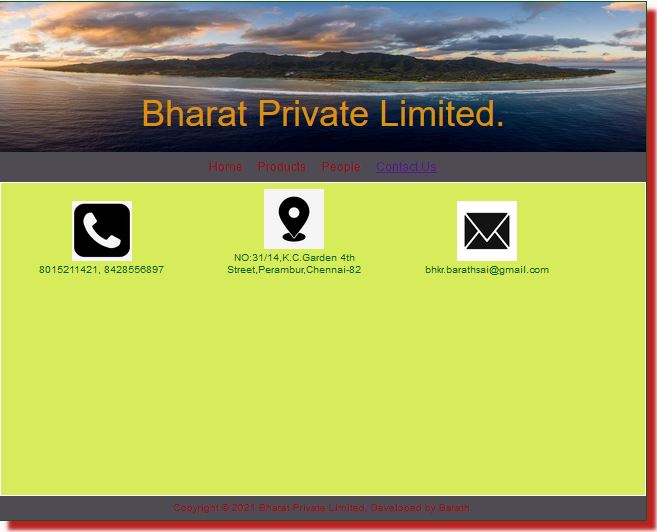 Bharat Private Limited.
Home Products People Contact Us
8015211421, 8428556897
NO:31/14,K.C.Garden 4th
Street,Perambur,Chennai-82
bhkr.barathsai@gmail.com
Copyright © 2021 Bharat Private Limited, Developed by Barath.